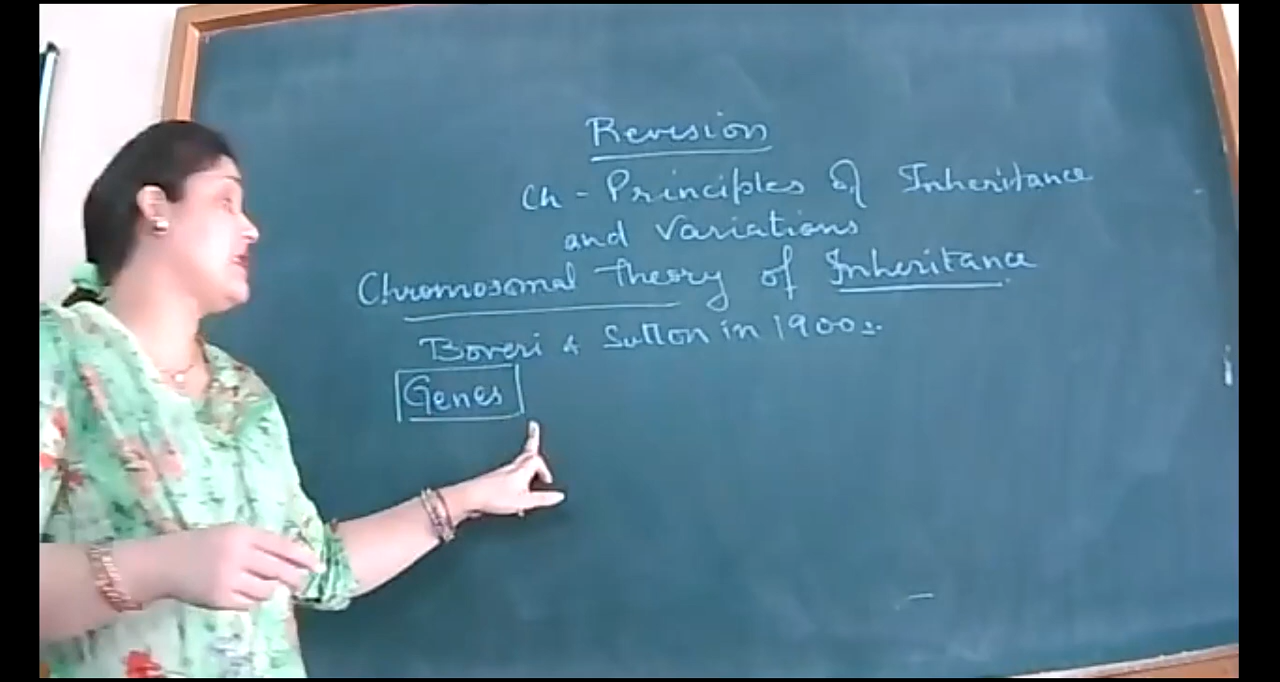 Revision
Ch - Principles of Inheritance
and Variations
Chromosomal Theory of Inheritance.
Boveri & Sutton in 1900s.
Genes